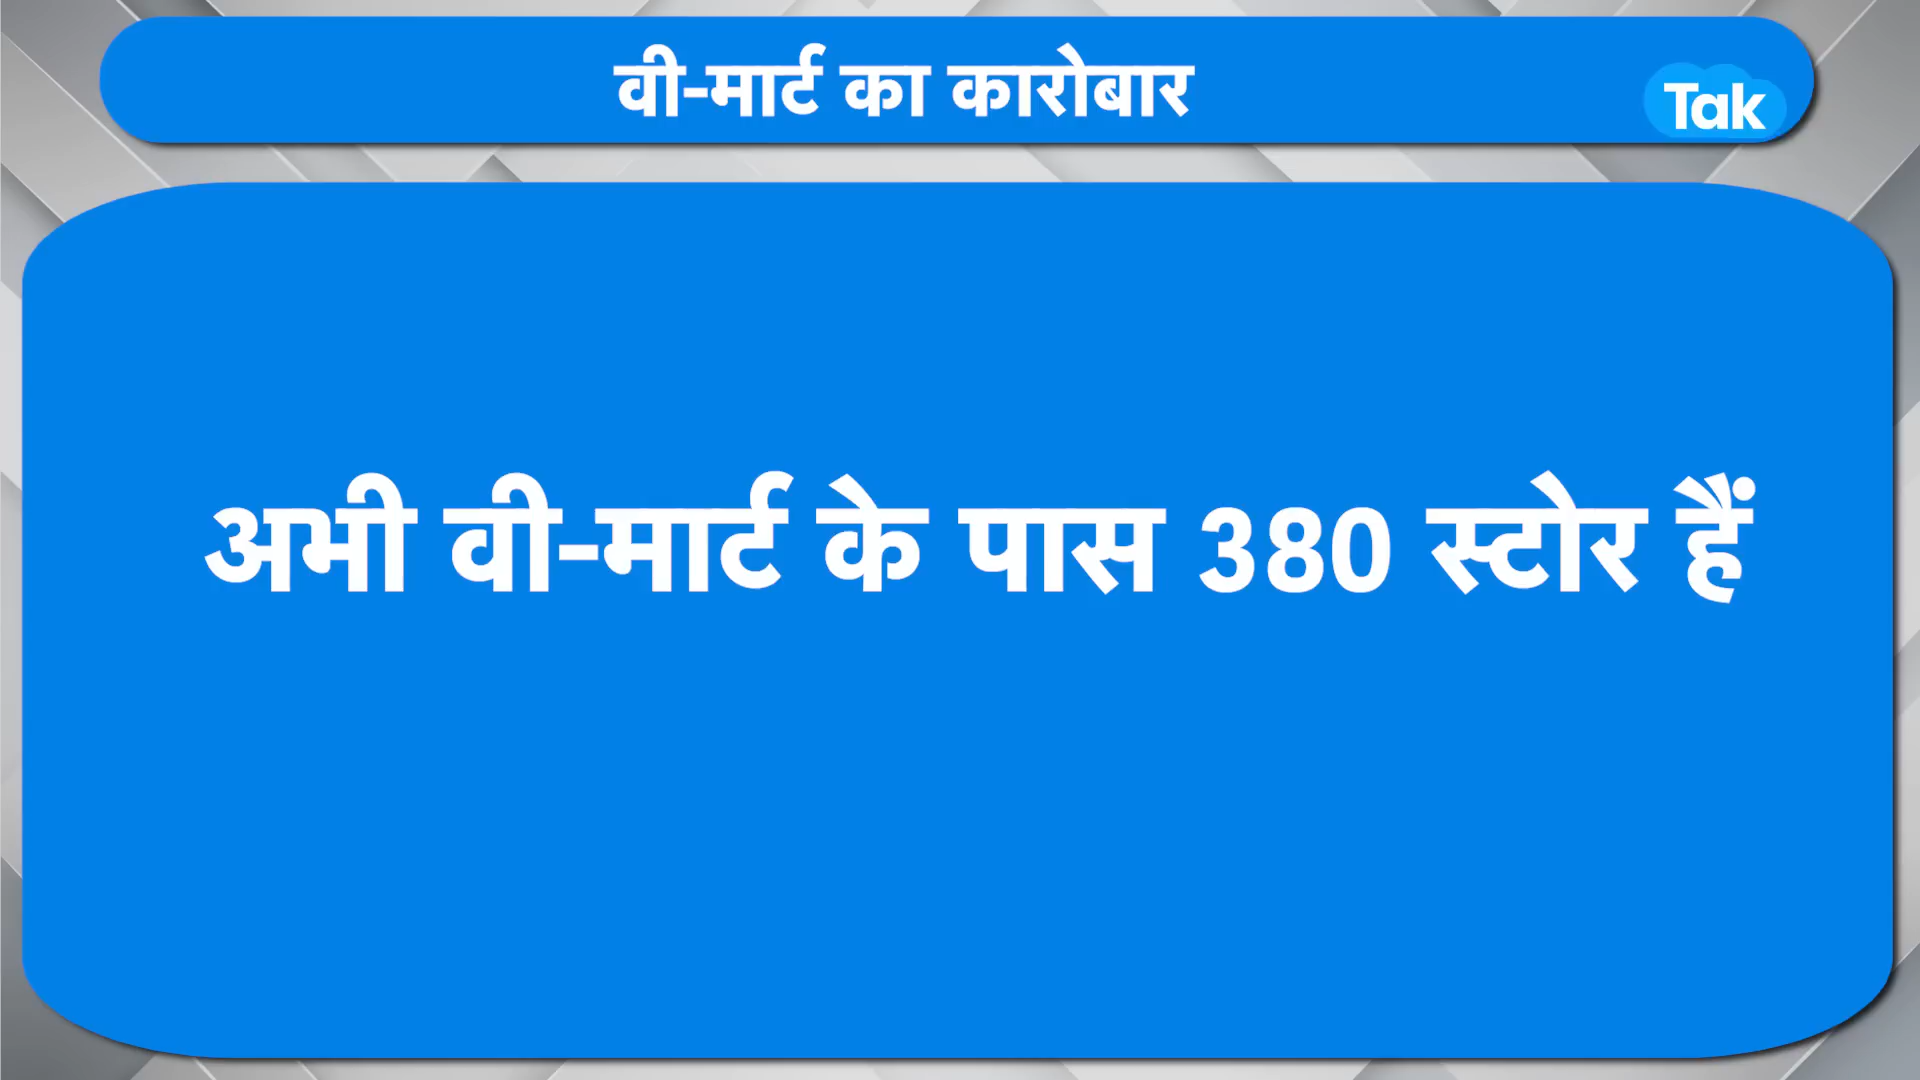 वी-मार्ट का कारोबार
Tak
अभी वी-मार्ट के पास 380 स्टोर हैं